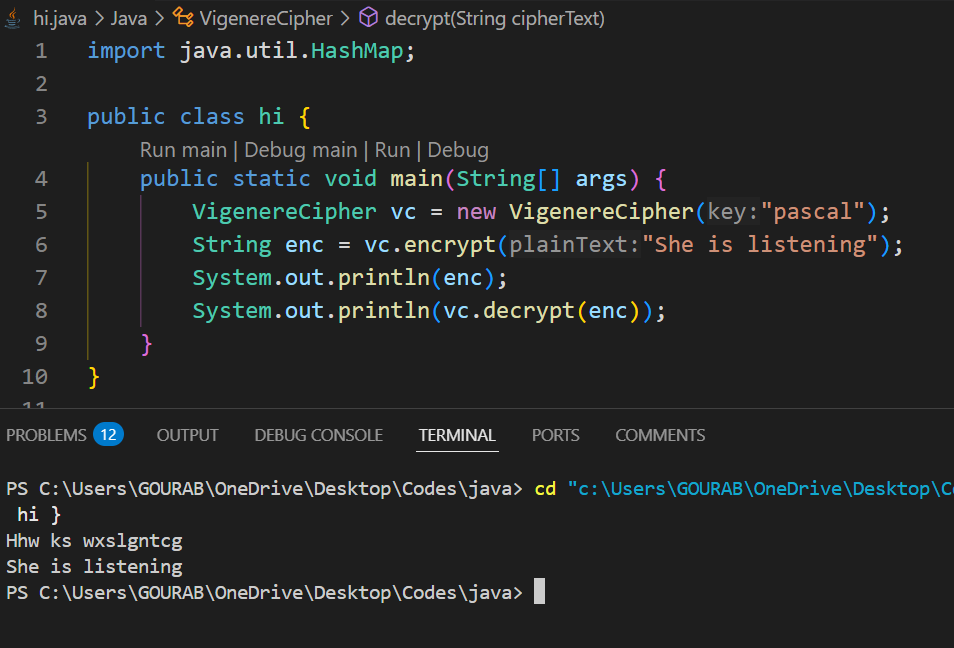 hi.java > Java > VigenereCipher > decrypt(String cipherText)
1 import java.util.HashMap;
2
3 public class hi {
Run main | Debug main | Run | Debug
4 public static void main(String[] args) {
5 VigenereCipher vc = new VigenereCipher(key:"pascal");
6 String enc = vc.encrypt(plainText:"She is listening");
7 System.out.println(enc);
8 System.out.println(vc.decrypt(enc));
9 }
10 }
11
PROBLEMS 12 OUTPUT DEBUG CONSOLE TERMINAL PORTS COMMENTS
PS C:\Users\GOURAB\OneDrive\Desktop\Codes\java> cd "c:\Users\GOURAB\OneDrive\Desktop\Co
hi }
Hhw ks wxslgntcg
She is listening
PS C:\Users\GOURAB\OneDrive\Desktop\Codes\java>